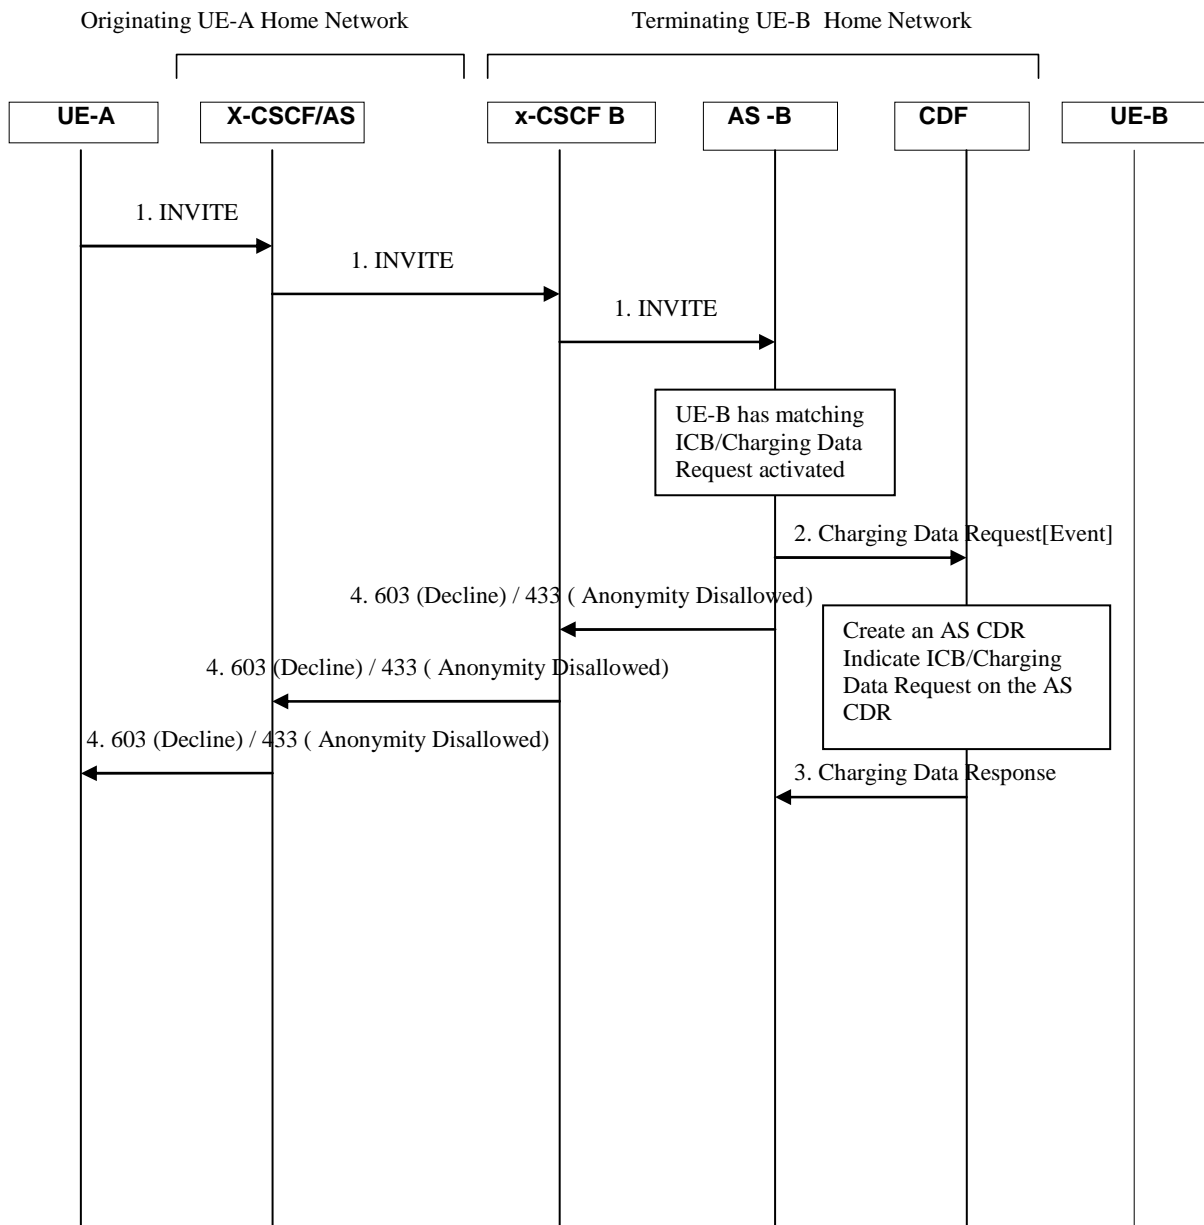 Originating UE-A Home Network
Terminating UE-B  Home Network
UE-A
X-CSCF/AS
x-CSCF B
AS -B
CDF
UE-B
1. INVITE
1. INVITE
1. INVITE
UE-B has matching
ICB/Charging Data
Request activated
2. Charging Data Request[Event]
4. 603 (Decline) / 433 ( Anonymity Disallowed)
Create an AS CDR
Indicate ICB/Charging
Data Request on the AS
CDR
4. 603 (Decline) / 433 ( Anonymity Disallowed)
4. 603 (Decline) / 433 ( Anonymity Disallowed)
3. Charging Data Response